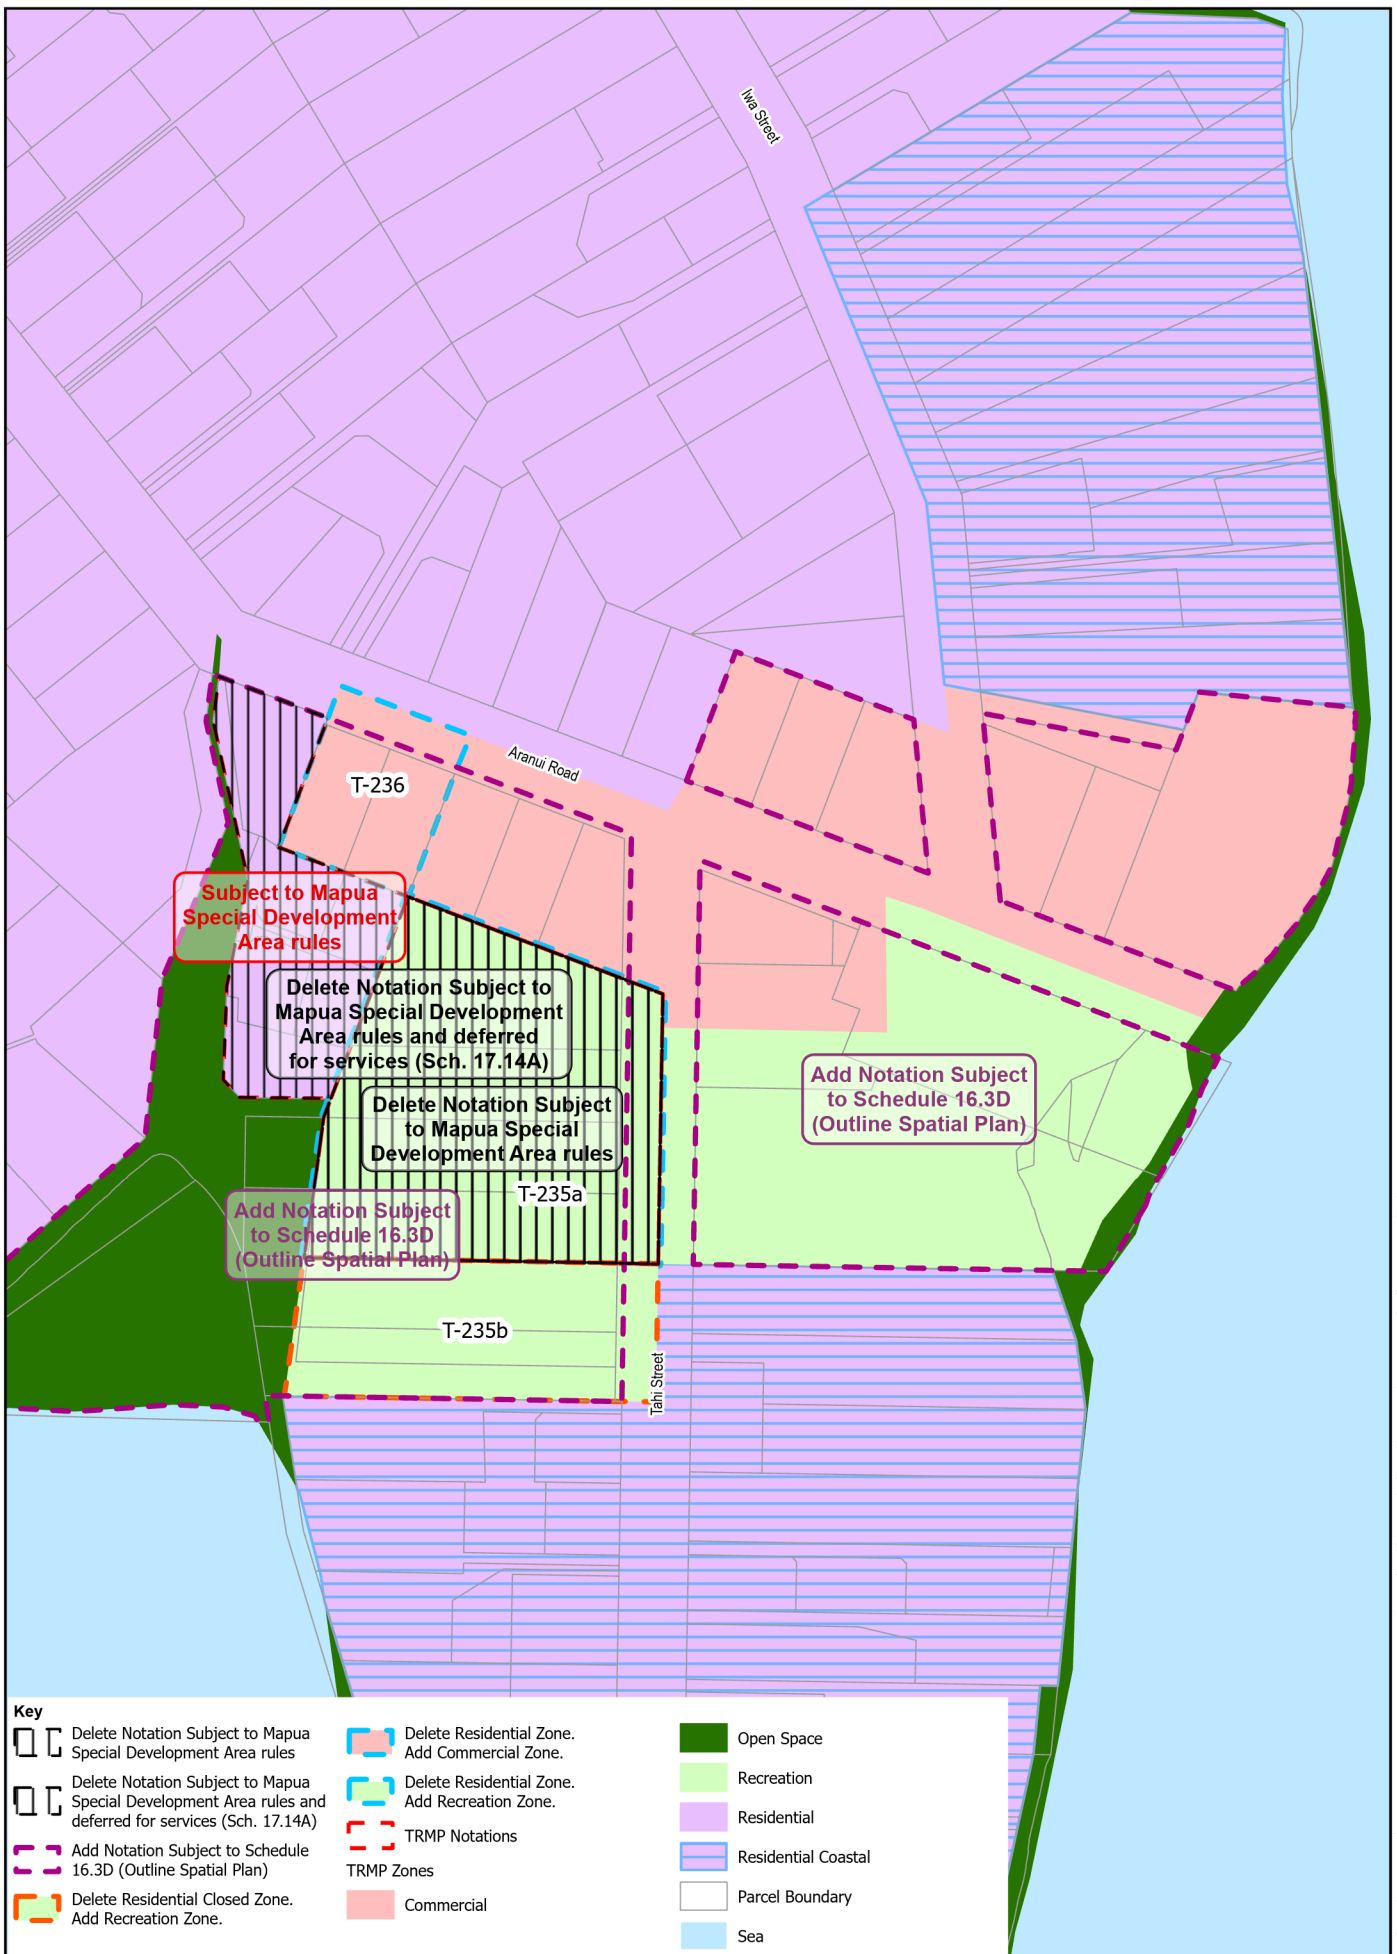 Iwa Street
Aranui Road
T-236
Subject to Mapua
Special Development
Area rules
Delete Notation Subject to
Mapua Special Development
Area rules and deferred
for services (Sch. 17.14A)
Delete Notation Subject
to Mapua Special
Development Area rules
T-235a
Add Notation Subject
to Schedule 16.3D
(Outline Spatial Plan)
Add Notation Subject
to Schedule 16.3D
(Outline Spatial Plan)
T-235b
Tahi Street
Key
Delete Notation Subject to Mapua
Special Development Area rules
Delete Notation Subject to Mapua
Special Development Area rules and
deferred for services (Sch. 17.14A)
Add Notation Subject to Schedule
16.3D (Outline Spatial Plan)
Delete Residential Closed Zone.
Add Recreation Zone.
Delete Residential Zone.
Add Commercial Zone.
Delete Residential Zone.
Add Recreation Zone.
TRMP Notations
TRMP Zones
Commercial
Open Space
Recreation
Residential
Residential Coastal
Parcel Boundary
Sea